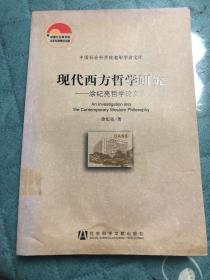 中国社会科学院老年学者文库
现代西方哲学研究
——涂纪亮哲学论文
An Investigation into
the Contemporary Western Philosophy
涂纪亮/著
CASS
社会科学文献出版社